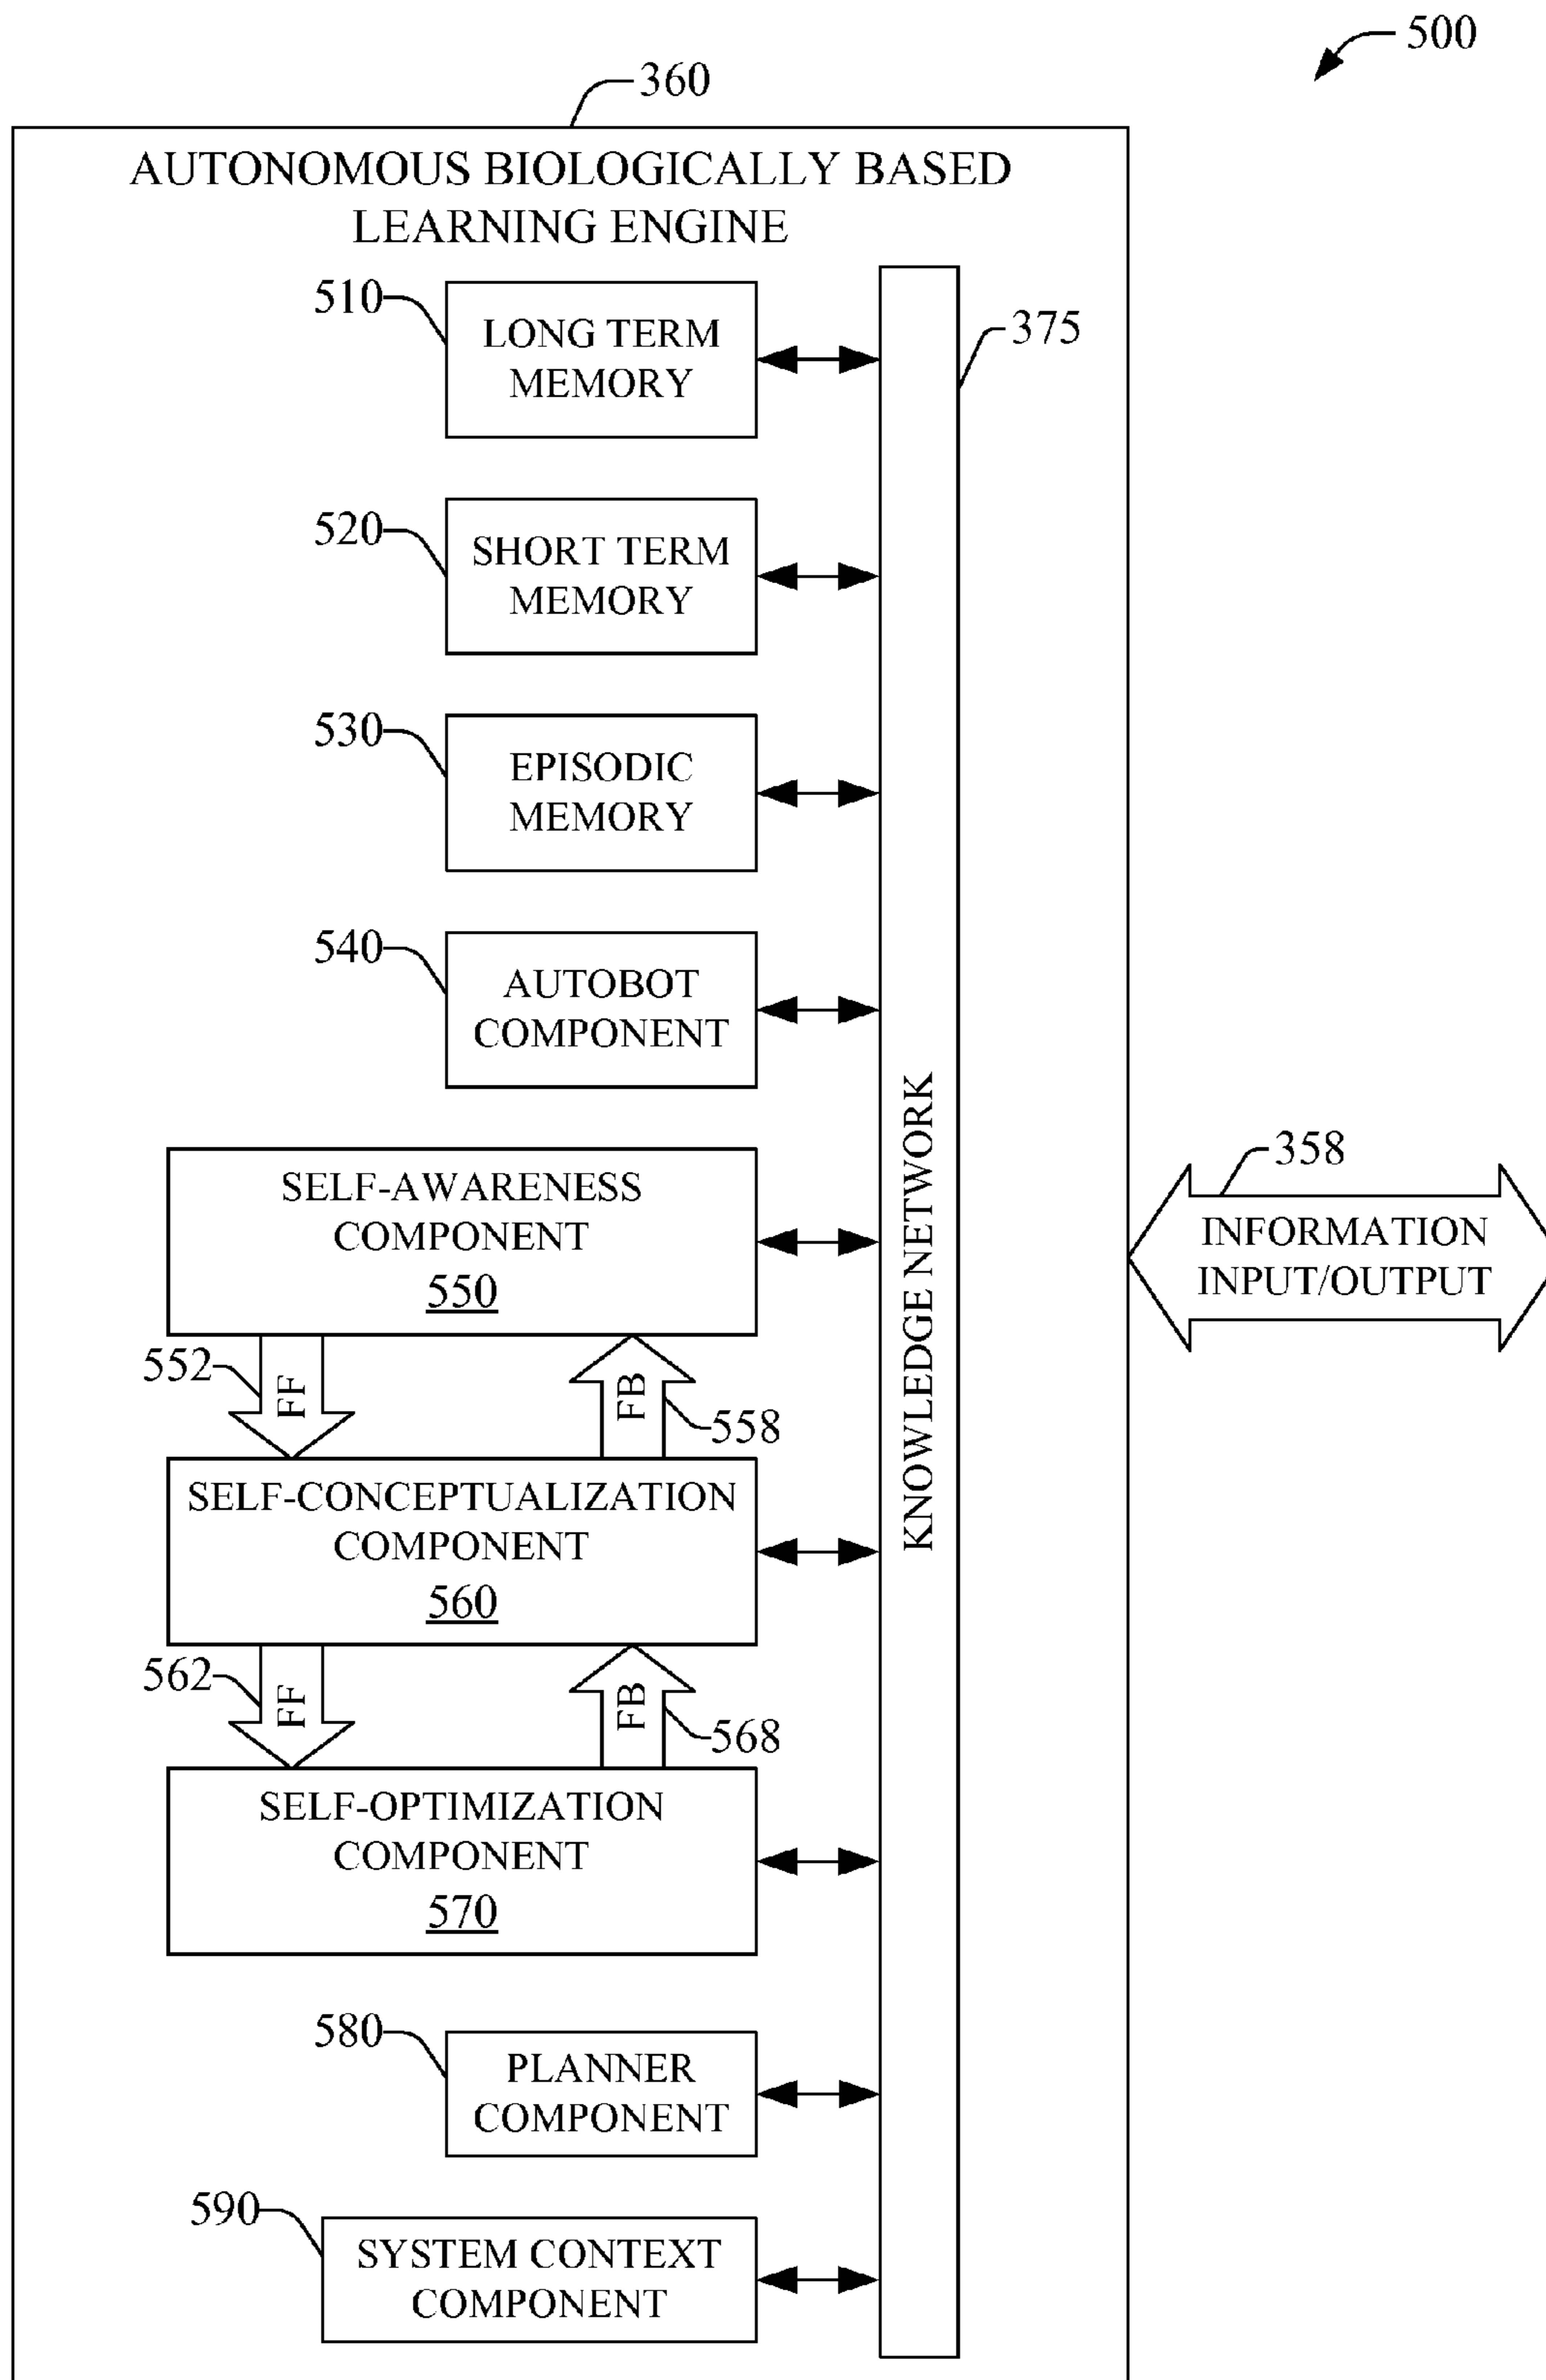 500
360
AUTONOMOUS BIOLOGICALLY BASED
LEARNING ENGINE
510
LONG TERM
MEMORY
375
520
SHORT TERM
MEMORY
530
EPISODIC
MEMORY
540
AUTOBOT
COMPONENT
KNOWLEDGE NETWORK
SELF-AWARENESS
COMPONENT
550
358
INFORMATION
INPUT/OUTPUT
552
FF
FB
558
SELF-CONCEPTUALIZATION
COMPONENT
560
562
FF
FB
568
SELF-OPTIMIZATION
COMPONENT
570
580
PLANNER
COMPONENT
590
SYSTEM CONTEXT
COMPONENT